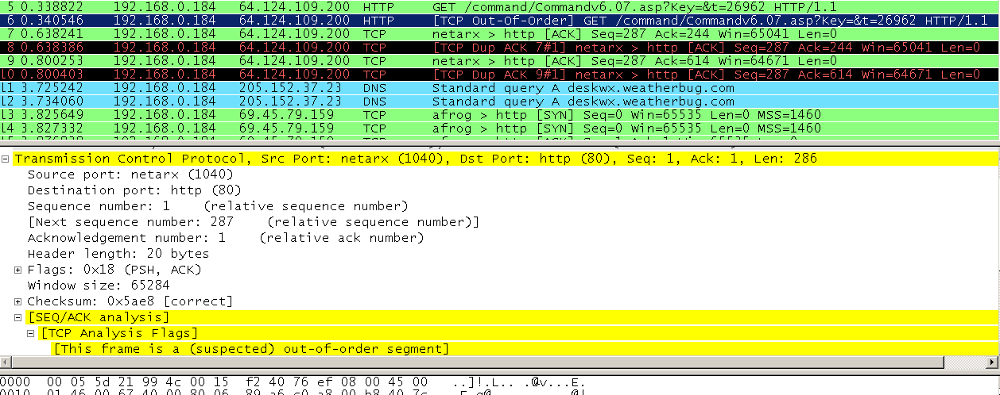 5 0.338822 192.168.0.184 64.124.109.200 HTTP GET /command/Commandv6.07.asp?Key=&t=26962 HTTP/1.1
6 0.340546 192.168.0.184 64.124.109.200 HTTP [TCP Out-Of-Order] GET /command/Commandv6.07.asp?Key=&t=26962 HTTP/1.1
7 0.638241 192.168.0.184 64.124.109.200 TCP netarx > http [ACK] Seq=287 Ack=244 Win=65041 Len=0
8 0.638386 192.168.0.184 64.124.109.200 TCP [TCP Dup ACK 7#1] netarx > http [ACK] Seq=287 Ack=244 Win=65041 Len=0
9 0.800253 192.168.0.184 64.124.109.200 TCP netarx > http [ACK] Seq=287 Ack=614 Win=64671 Len=0
10 0.800403 192.168.0.184 64.124.109.200 TCP [TCP Dup ACK 9#1] netarx > http [ACK] Seq=287 Ack=614 Win=64671 Len=0
11 3.725242 192.168.0.184 205.152.37.23 DNS Standard query A deskwx.weatherbug.com
12 3.734060 192.168.0.184 205.152.37.23 DNS Standard query A deskwx.weatherbug.com
13 3.825649 192.168.0.184 69.45.79.159 TCP afrog > http [SYN] Seq=0 Win=65535 Len=0 MSS=1460
14 3.827332 192.168.0.184 69.45.79.159 TCP afrog > http [SYN] Seq=0 Win=65535 Len=0 MSS=1460
Transmission Control Protocol, Src Port: netarx (1040), Dst Port: http (80), Seq: 1, Ack: 1, Len: 286
Source port: netarx (1040)
Destination port: http (80)
Sequence number: 1 (relative sequence number)
[Next sequence number: 287 (relative sequence number)]
Acknowledgement number: 1 (relative ack number)
Header length: 20 bytes
Flags: 0x18 (PSH, ACK)
Window size: 65284
Checksum: 0x5ae8 [correct]
[SEQ/ACK analysis]
[TCP Analysis Flags]
[This frame is a (suspected) out-of-order segment]
0000 00 05 5d 21 99 4c 00 15 f2 40 76 ef 08 00 45 00 ..]!.L.. .@v...E.